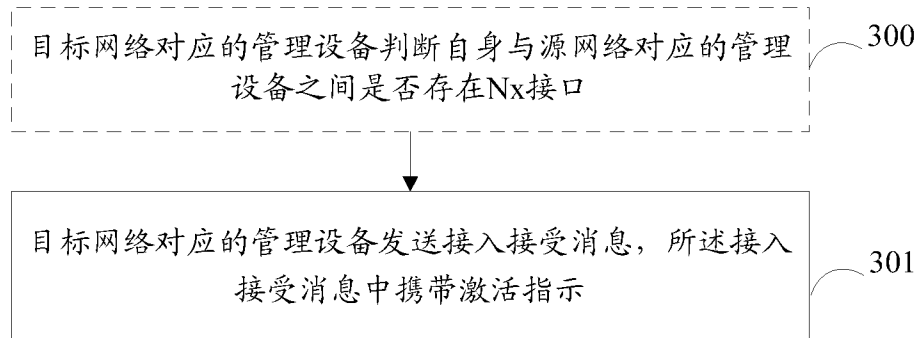 目标网络对应的管理设备判断自身与源网络对应的管理
设备之间是否存在Nx接口
300
目标网络对应的管理设备发送接入接受消息，所述接入
接受消息中携带激活指示
301